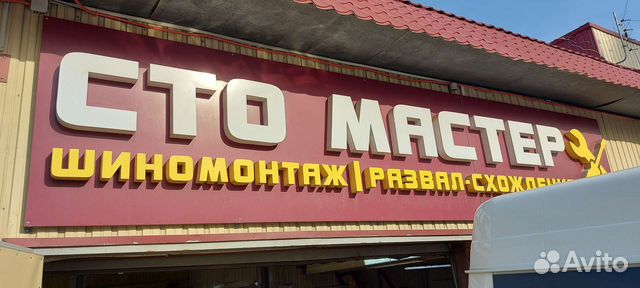 СТО МАСТЕР
ШИНОМОНТАЖ | РАЗВАЛ-СХОЖДЕНИЕ
Avito